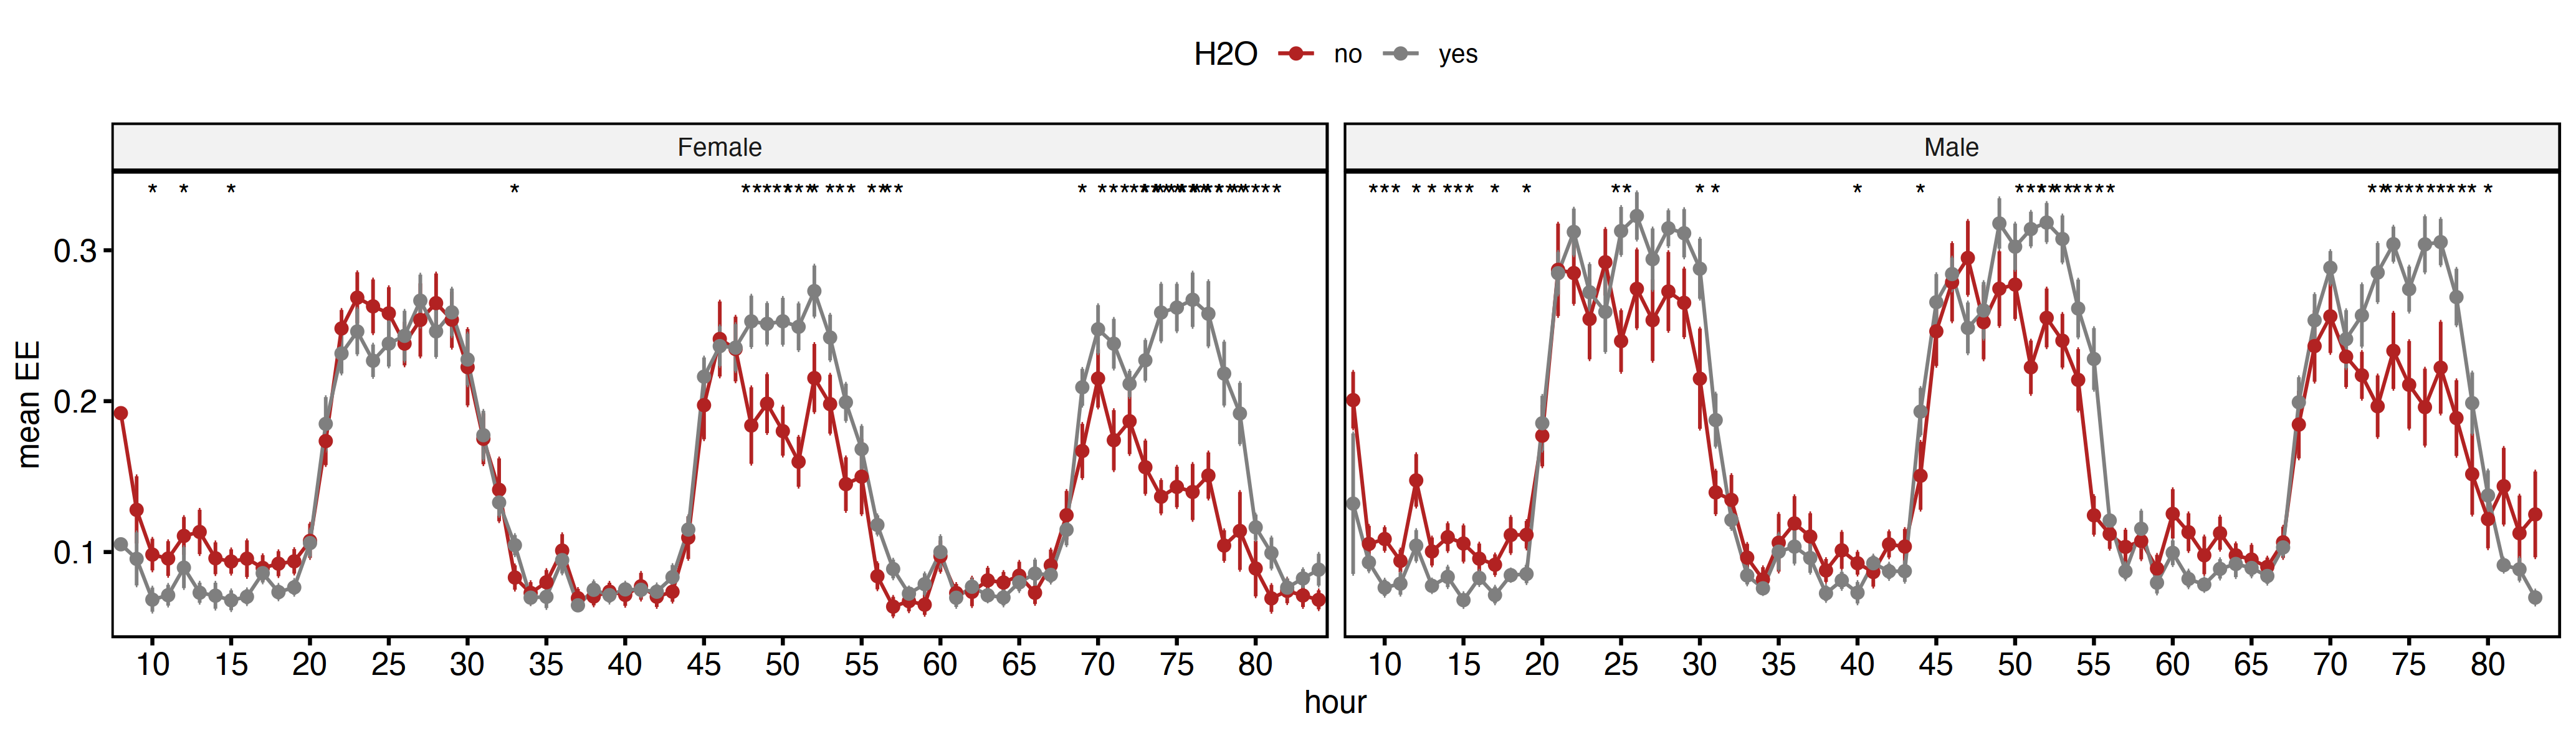 H2O no yes
Female Male
* * * * ***** *** * *** **** * 
*** * * *** * * ** * * * *
0.3
0.2
0.1
mean EE
10 15 20 25 30 35 40 45 50 55 60 65 70 75 80 10 15 20 25 30 35 40 45 50 55 60 65 70 75 80
hour